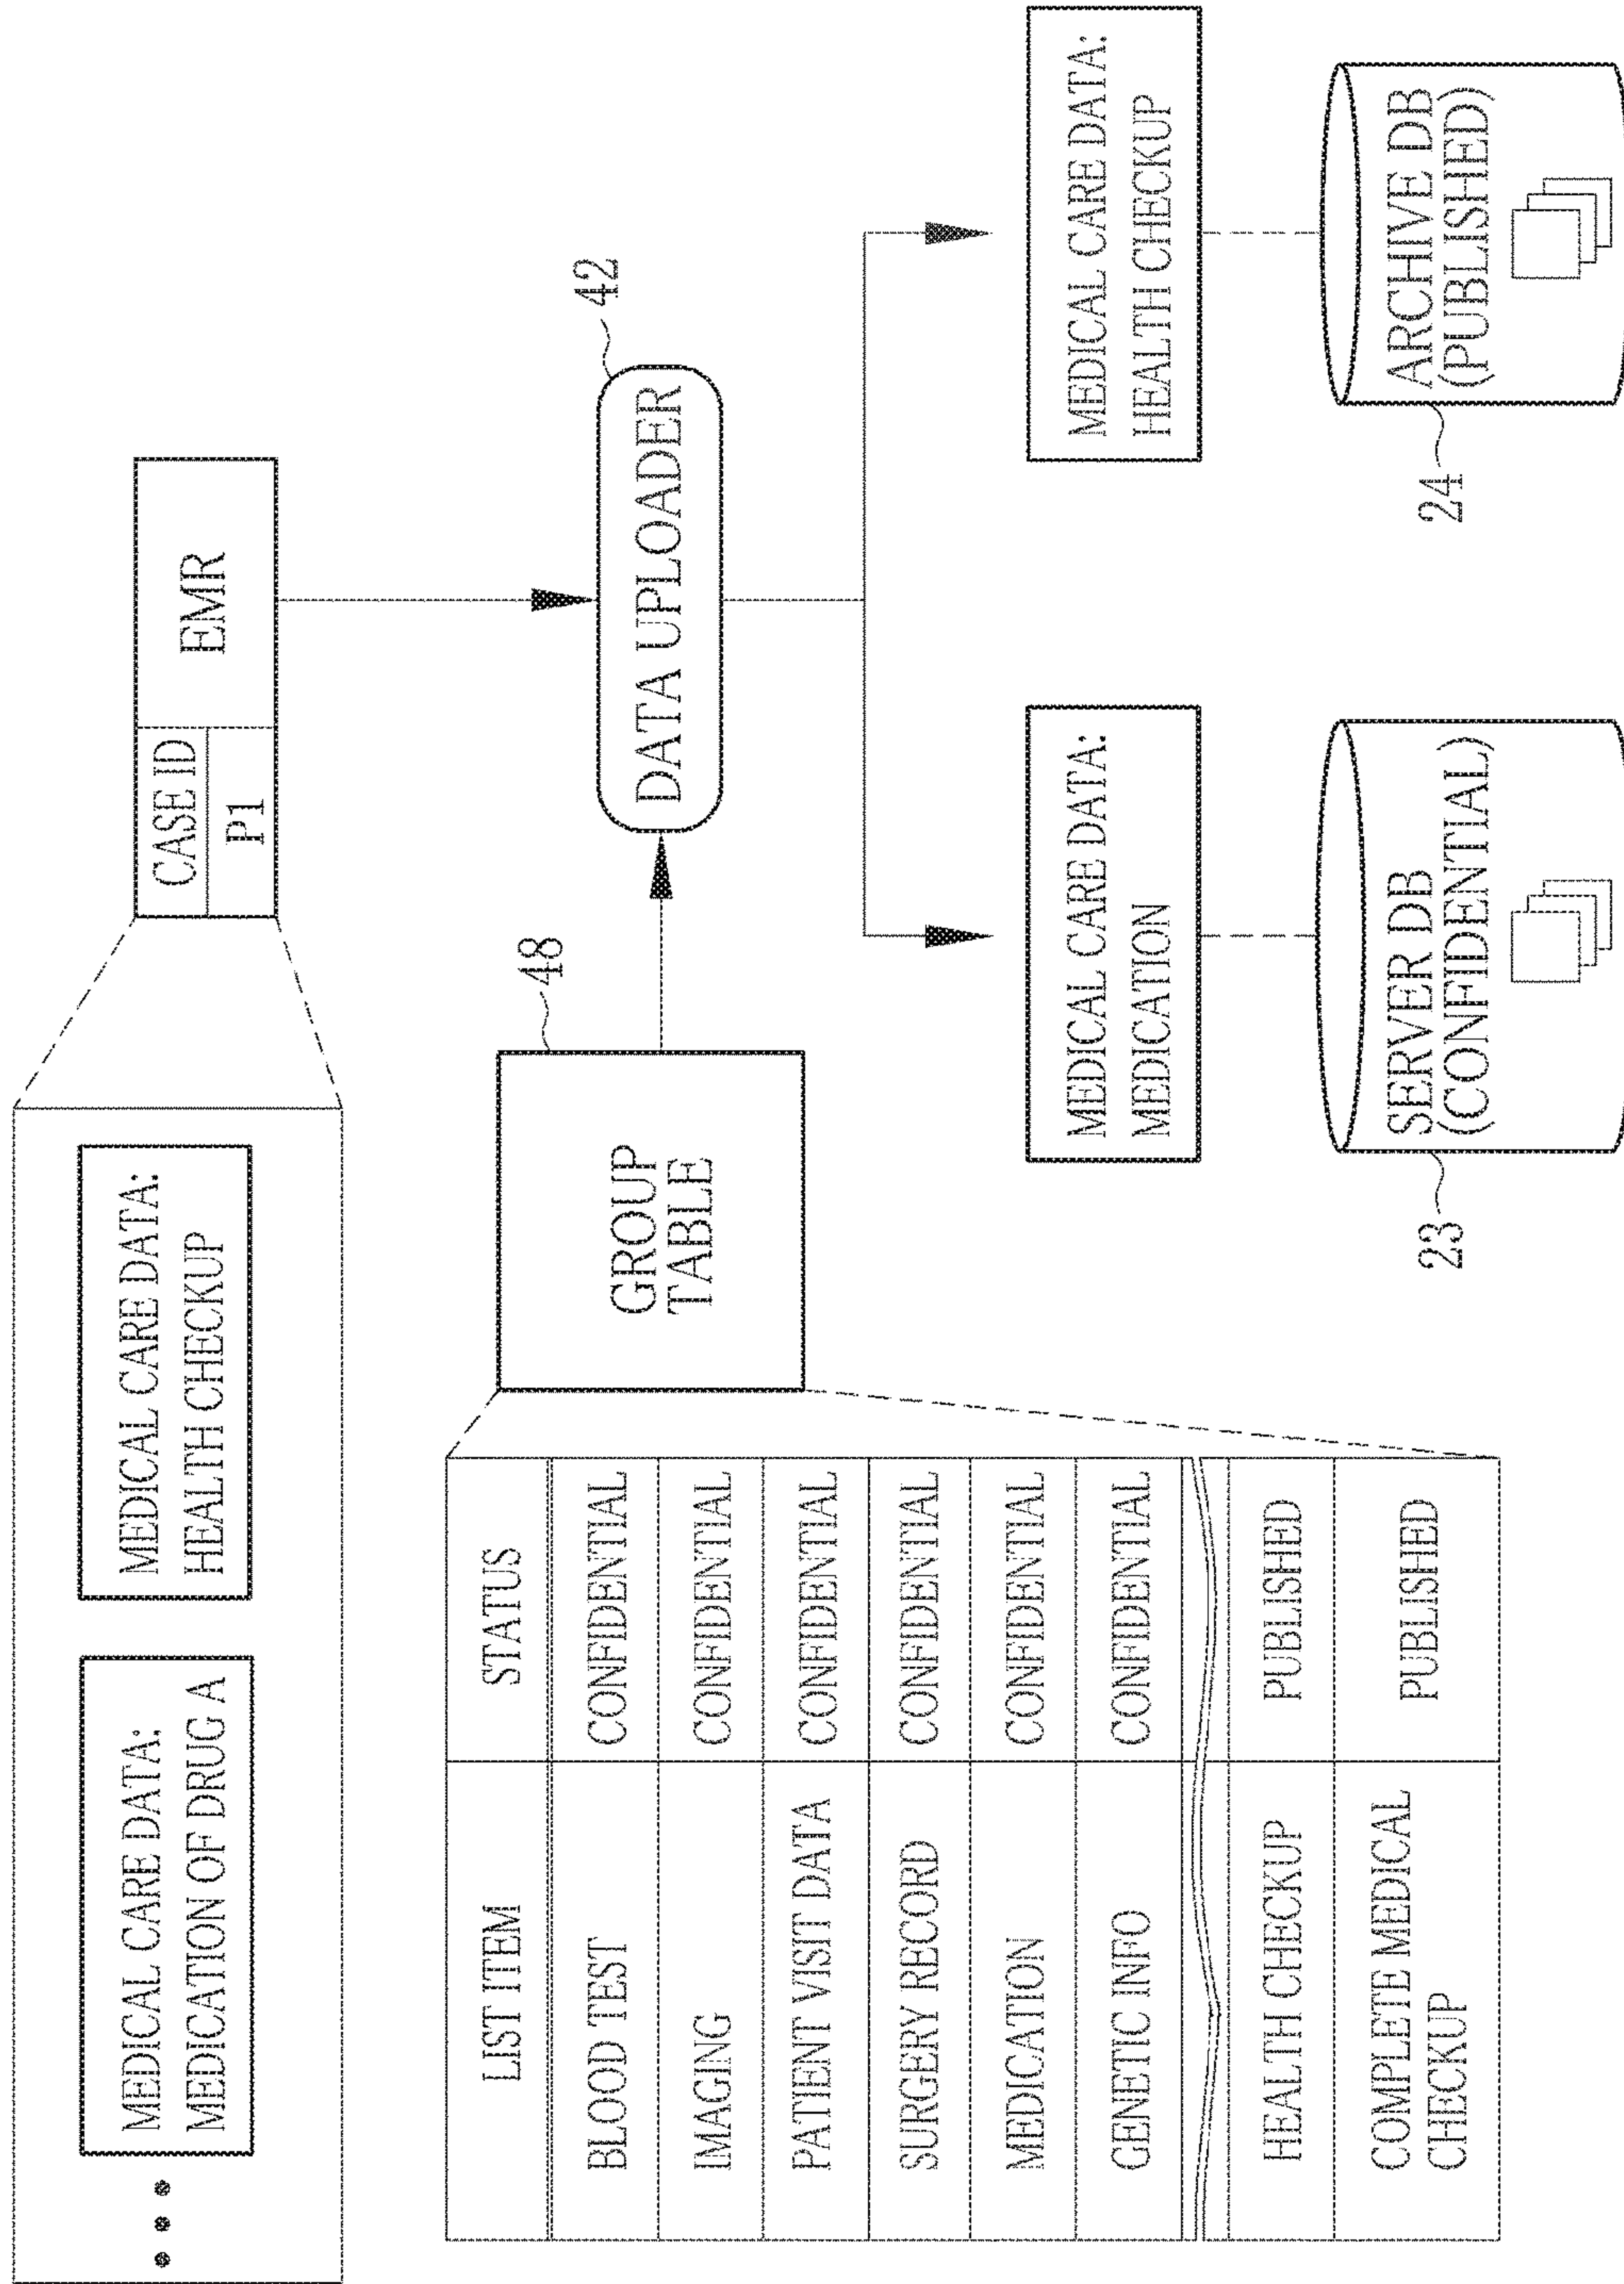 MEDICAL CARE DATA:
MEDICATION OF DRUG A
MEDICAL CARE DATA:
HEALTH CHECKUP
CASE ID
P1
EMR
LIST ITEM STATUS
BLOOD TEST CONFIDENTIAL
IMAGING CONFIDENTIAL
PATIENT VISIT DATA CONFIDENTIAL
SURGERY RECORD CONFIDENTIAL
MEDICATION CONFIDENTIAL
GENETIC INFO CONFIDENTIAL
HEALTH CHECKUP PUBLISHED
COMPLETE MEDICAL
CHECKUP
PUBLISHED
48
GROUP
TABLE
42
DATA UPLOADER
MEDICAL CARE DATA:
MEDICATION
MEDICAL CARE DATA:
HEALTH CHECKUP
23
SERVER DB
(CONFIDENTIAL)
24
ARCHIVE DB
(PUBLISHED)